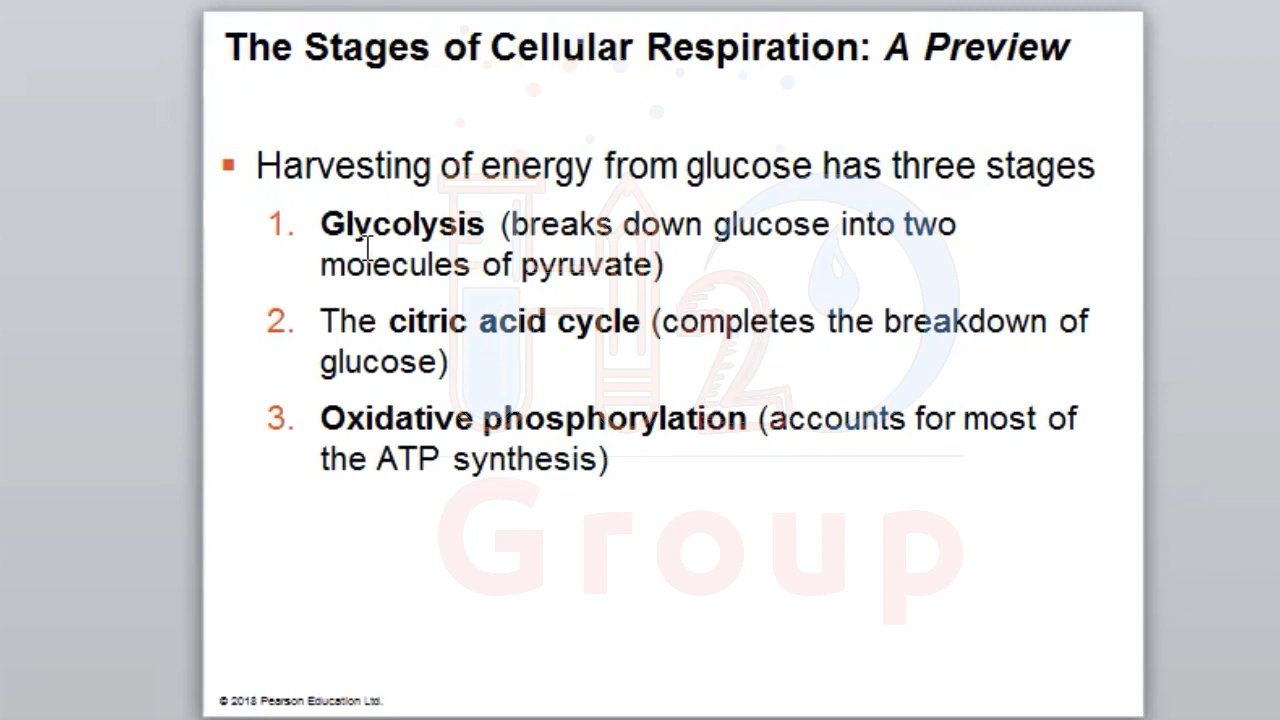 The Stages of Cellular Respiration: A Preview
Harvesting of energy from glucose has three stages
1. Glycolysis (breaks down glucose into two
molecules of pyruvate)
2. The citric acid cycle (completes the breakdown of
glucose)
3. Oxidative phosphorylation (accounts for most of
the ATP synthesis)
H2O
Group
© 2018 Pearson Education Ltd.